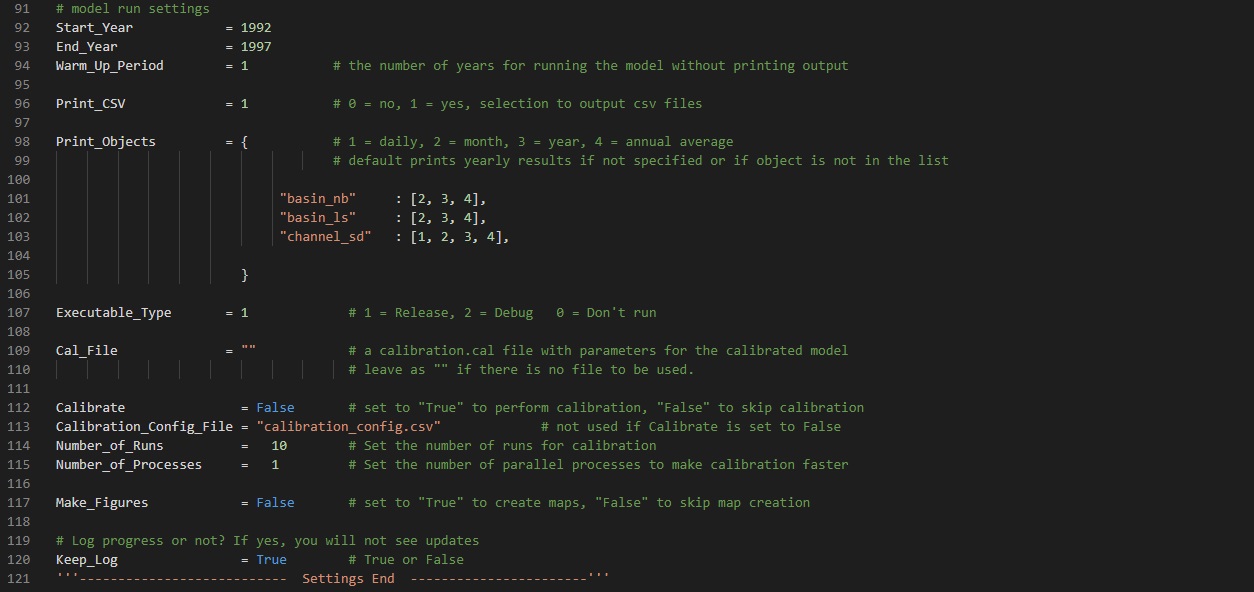 91 # model run settings
92 Start_Year = 1992
93 End_Year = 1997
94 Warm_Up_Period = 1 # the number of years for running the model without printing output
95
96 Print_CSV = 1 # 0 = no, 1 = yes, selection to output csv files
97
98 Print_Objects = { # 1 = daily, 2 = month, 3 = year, 4 = annual average
99 # default prints yearly results if not specified or if object is not in the list
100
101 "basin_nb" : [2, 3, 4],
102 "basin_ls" : [2, 3, 4],
103 "channel_sd" : [1, 2, 3, 4],
104
105 }
106
107 Executable_Type = 1 # 1 = Release, 2 = Debug 0 = Don't run
108
109 Cal_File = "" # a calibration.cal file with parameters for the calibrated model
110 # leave as "" if there is no file to be used.
111
112 Calibrate = False # set to "True" to perform calibration, "False" to skip calibration
113 Calibration_Config_File = "calibration_config.csv" # not used if Calibrate is set to False
114 Number_of_Runs = 10 # Set the number of runs for calibration
115 Number_of_Processes = 1 # Set the number of parallel processes to make calibration faster
116
117 Make_Figures = False # set to "True" to create maps, "False" to skip map creation
118
119 # Log progress or not? If yes, you will not see updates
120 Keep_Log = True # True or False
121 '''--------------------------- Settings End -----------------------'''